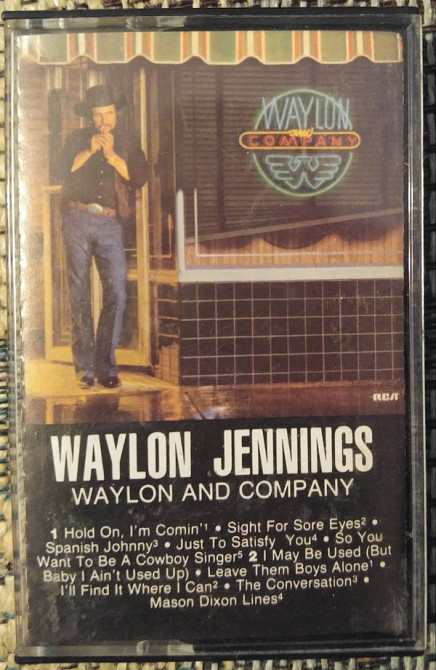 WAYLON
and
COMPANY
RCA
WAYLON JENNINGS
WAYLON AND COMPANY
1 Hold On, I'm Comin'¹ • Sight For Sore Eyes² •
Spanish Johnny³ • Just To Satisfy You⁴ • So You
Want To Be A Cowboy Singer⁵ 2 I May Be Used (But
Baby I Ain't Used Up) • Leave Them Boys Alone¹ •
I'll Find It Where I Can² • The Conversation³ •
Mason Dixon Lines⁴